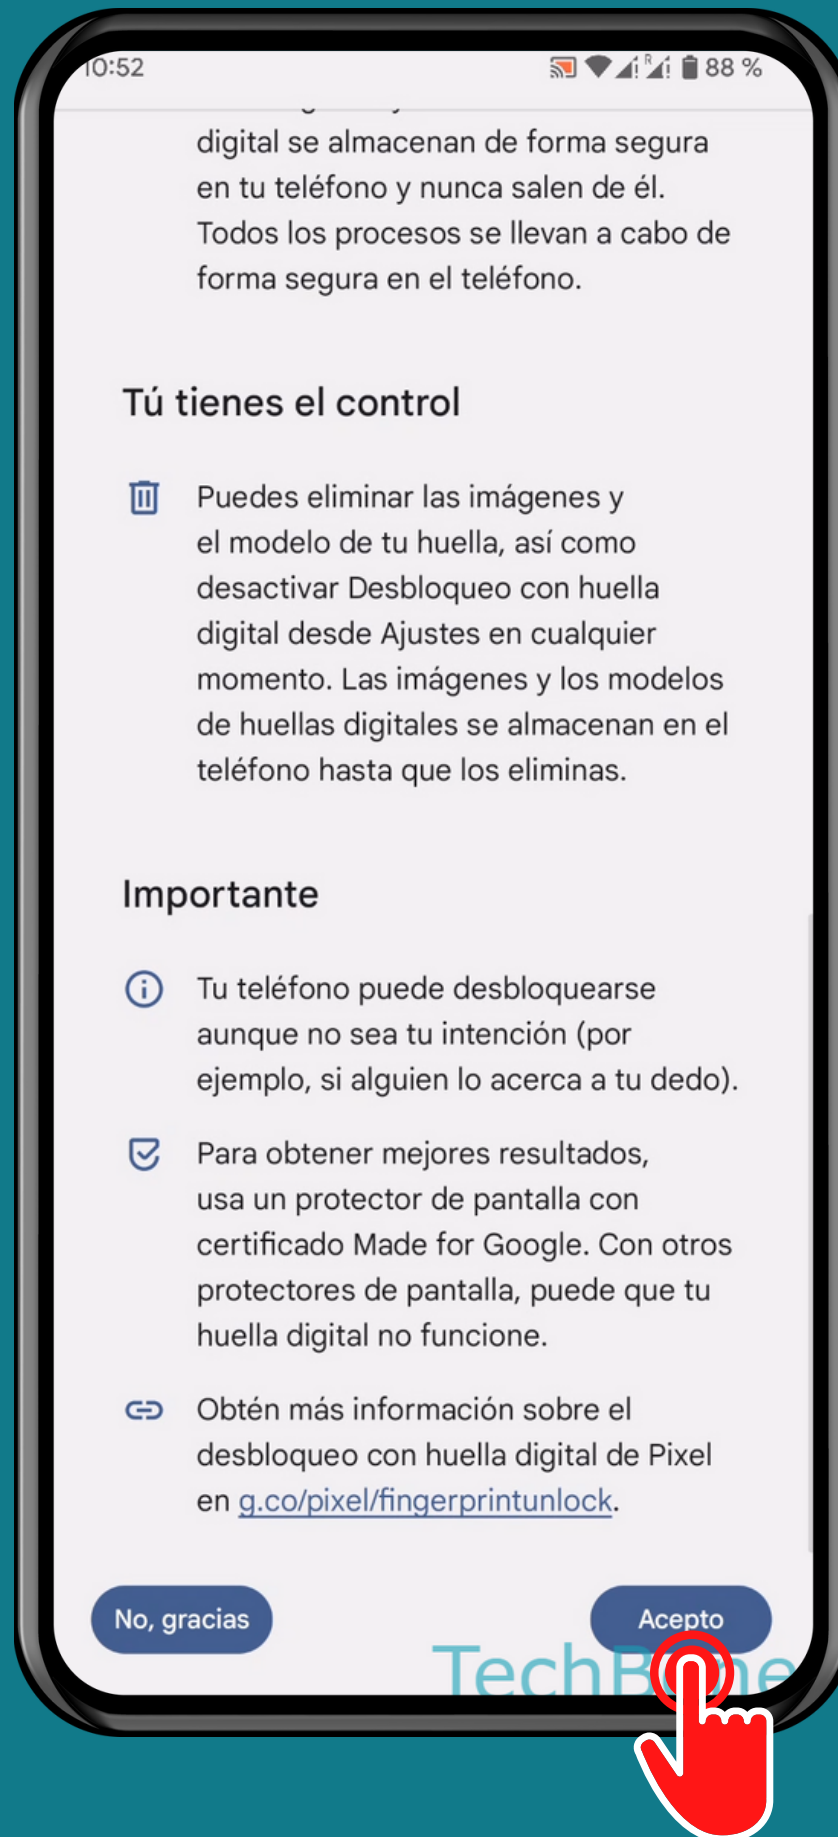 10:52
R
88 %
digital se almacenan de forma segura
en tu teléfono y nunca salen de él.
Todos los procesos se llevan a cabo de
forma segura en el teléfono.
Tú tienes el control
Puedes eliminar las imágenes y
el modelo de tu huella, así como
desactivar Desbloqueo con huella
digital desde Ajustes en cualquier
momento. Las imágenes y los modelos
de huellas digitales se almacenan en el
teléfono hasta que los eliminas.
Importante
Tu teléfono puede desbloquearse
aunque no sea tu intención (por
ejemplo, si alguien lo acerca a tu dedo).
Para obtener mejores resultados,
usa un protector de pantalla con
certificado Made for Google. Con otros
protectores de pantalla, puede que tu
huella digital no funcione.
Obtén más información sobre el
desbloqueo con huella digital de Pixel
en g.co/pixel/fingerprintunlock.
No, gracias
Acepto